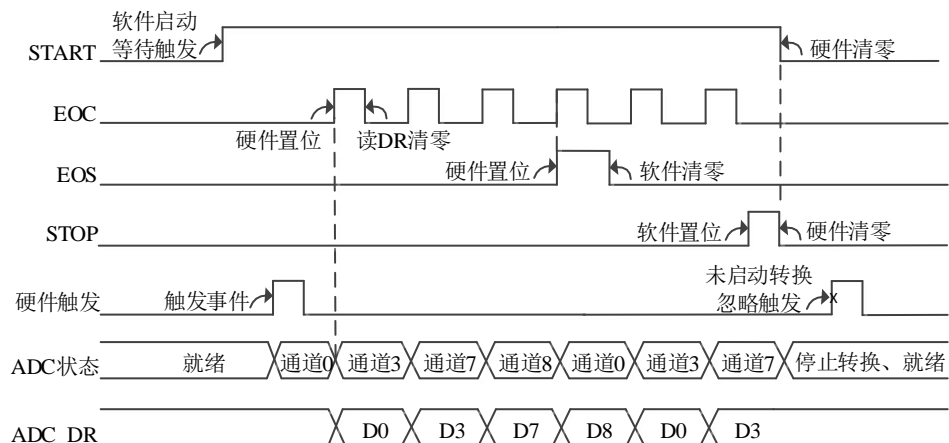 软件启动
等待触发
START
硬件清零
EOC
硬件置位
读DR清零
EOS
硬件置位
软件清零
STOP
软件置位
硬件清零
硬件触发
触发事件
未启动转换
忽略触发
x
ADC状态
就绪
通道0
通道3
通道7
通道8
通道0
通道3
通道7
停止转换、就绪
ADC_DR
D0
D3
D7
D8
D0
D3